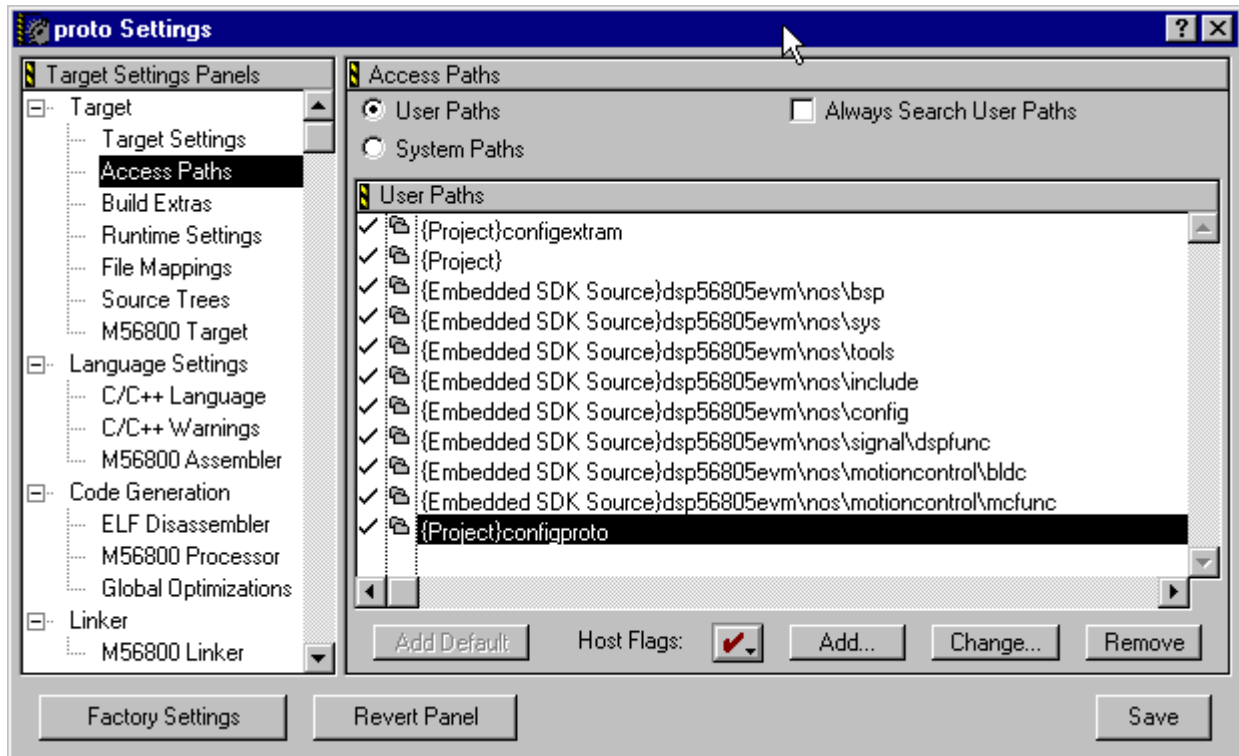 proto Settings
Target Settings Panels
Target
Target Settings
Access Paths
Build Extras
Runtime Settings
File Mappings
Source Trees
M56800 Target
Language Settings
C/C++ Language
C/C++ Warnings
M56800 Assembler
Code Generation
ELF Disassembler
M56800 Processor
Global Optimizations
Linker
M56800 Linker
Access Paths
User Paths
Always Search User Paths
System Paths
User Paths
{Project}configextram
{Project}
{Embedded SDK Source}dsp56805evm\nos\bsp
{Embedded SDK Source}dsp56805evm\nos\sys
{Embedded SDK Source}dsp56805evm\nos\tools
{Embedded SDK Source}dsp56805evm\nos\include
{Embedded SDK Source}dsp56805evm\nos\config
{Embedded SDK Source}dsp56805evm\nos\signal\dspfunc
{Embedded SDK Source}dsp56805evm\nos\motioncontrol\bldc
{Embedded SDK Source}dsp56805evm\nos\motioncontrol\mcfunc
{Project}configproto
Add Default
Host Flags:
Add...
Change...
Remove
Factory Settings
Revert Panel
Save